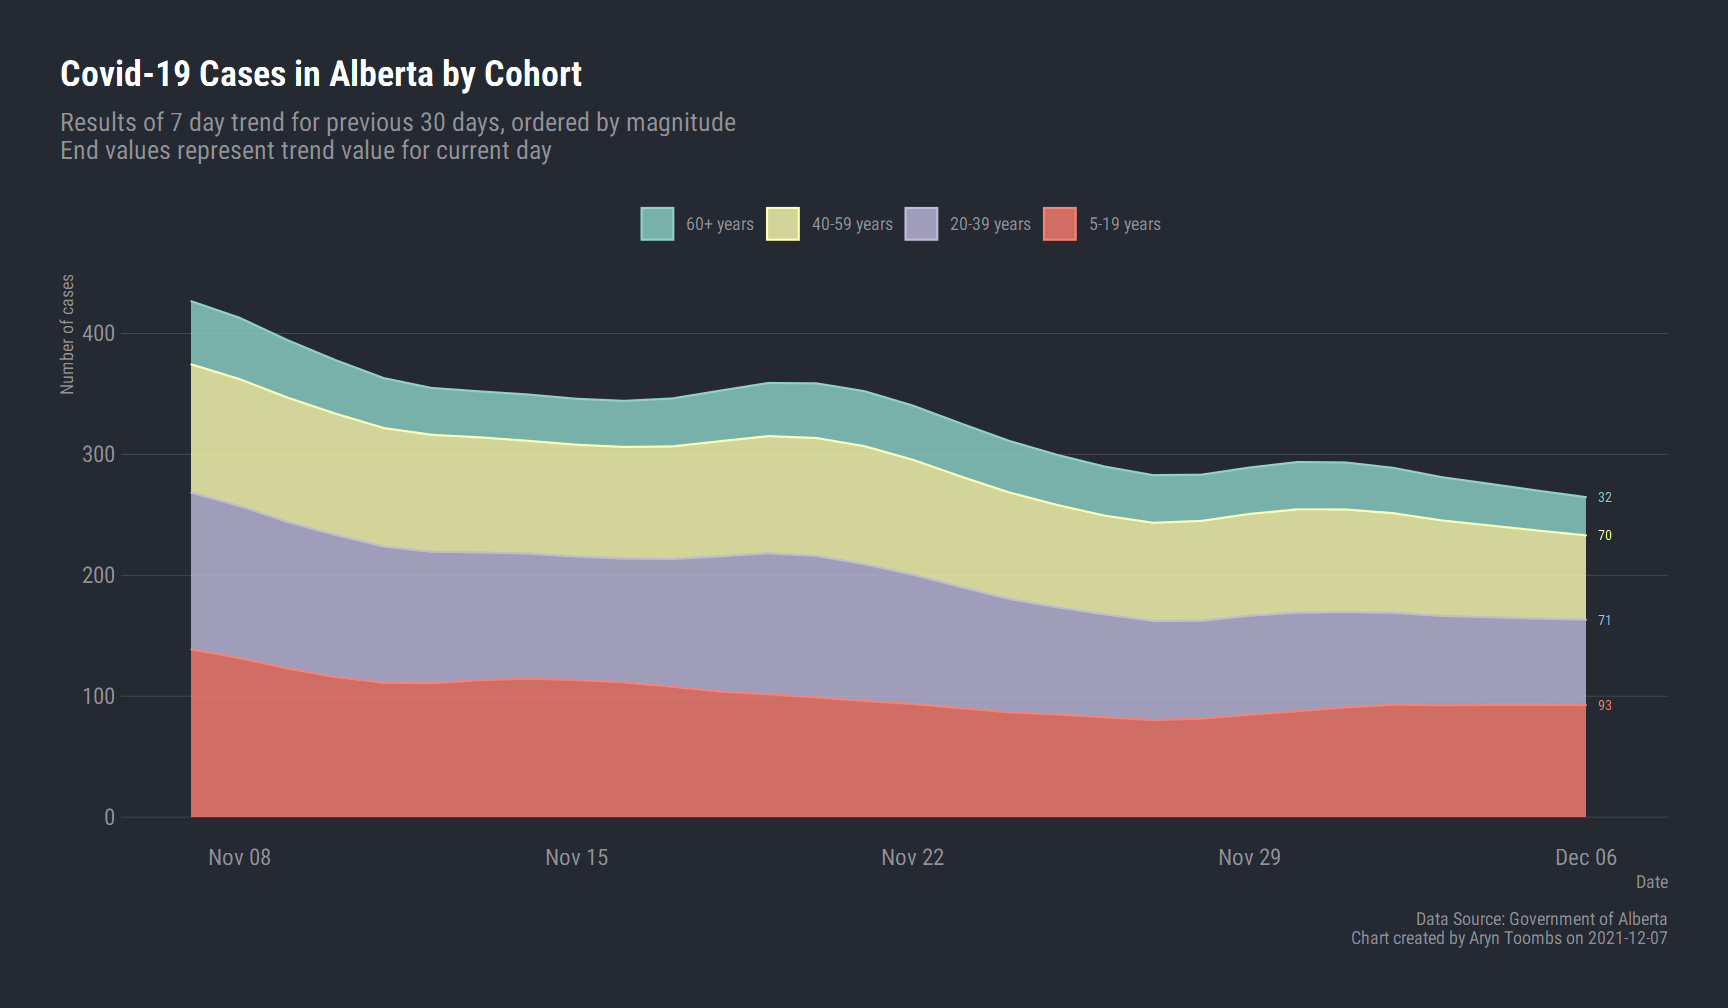 Covid-19 Cases in Alberta by Cohort
Results of 7 day trend for previous 30 days, ordered by magnitude
End values represent trend value for current day
60+ years 40-59 years 20-39 years 5-19 years
Number of cases
400
300
200
100
0
32
70
71
93
Nov 08 Nov 15 Nov 22 Nov 29 Dec 06
Date
Data Source: Government of Alberta
Chart created by Aryn Toombs on 2021-12-07